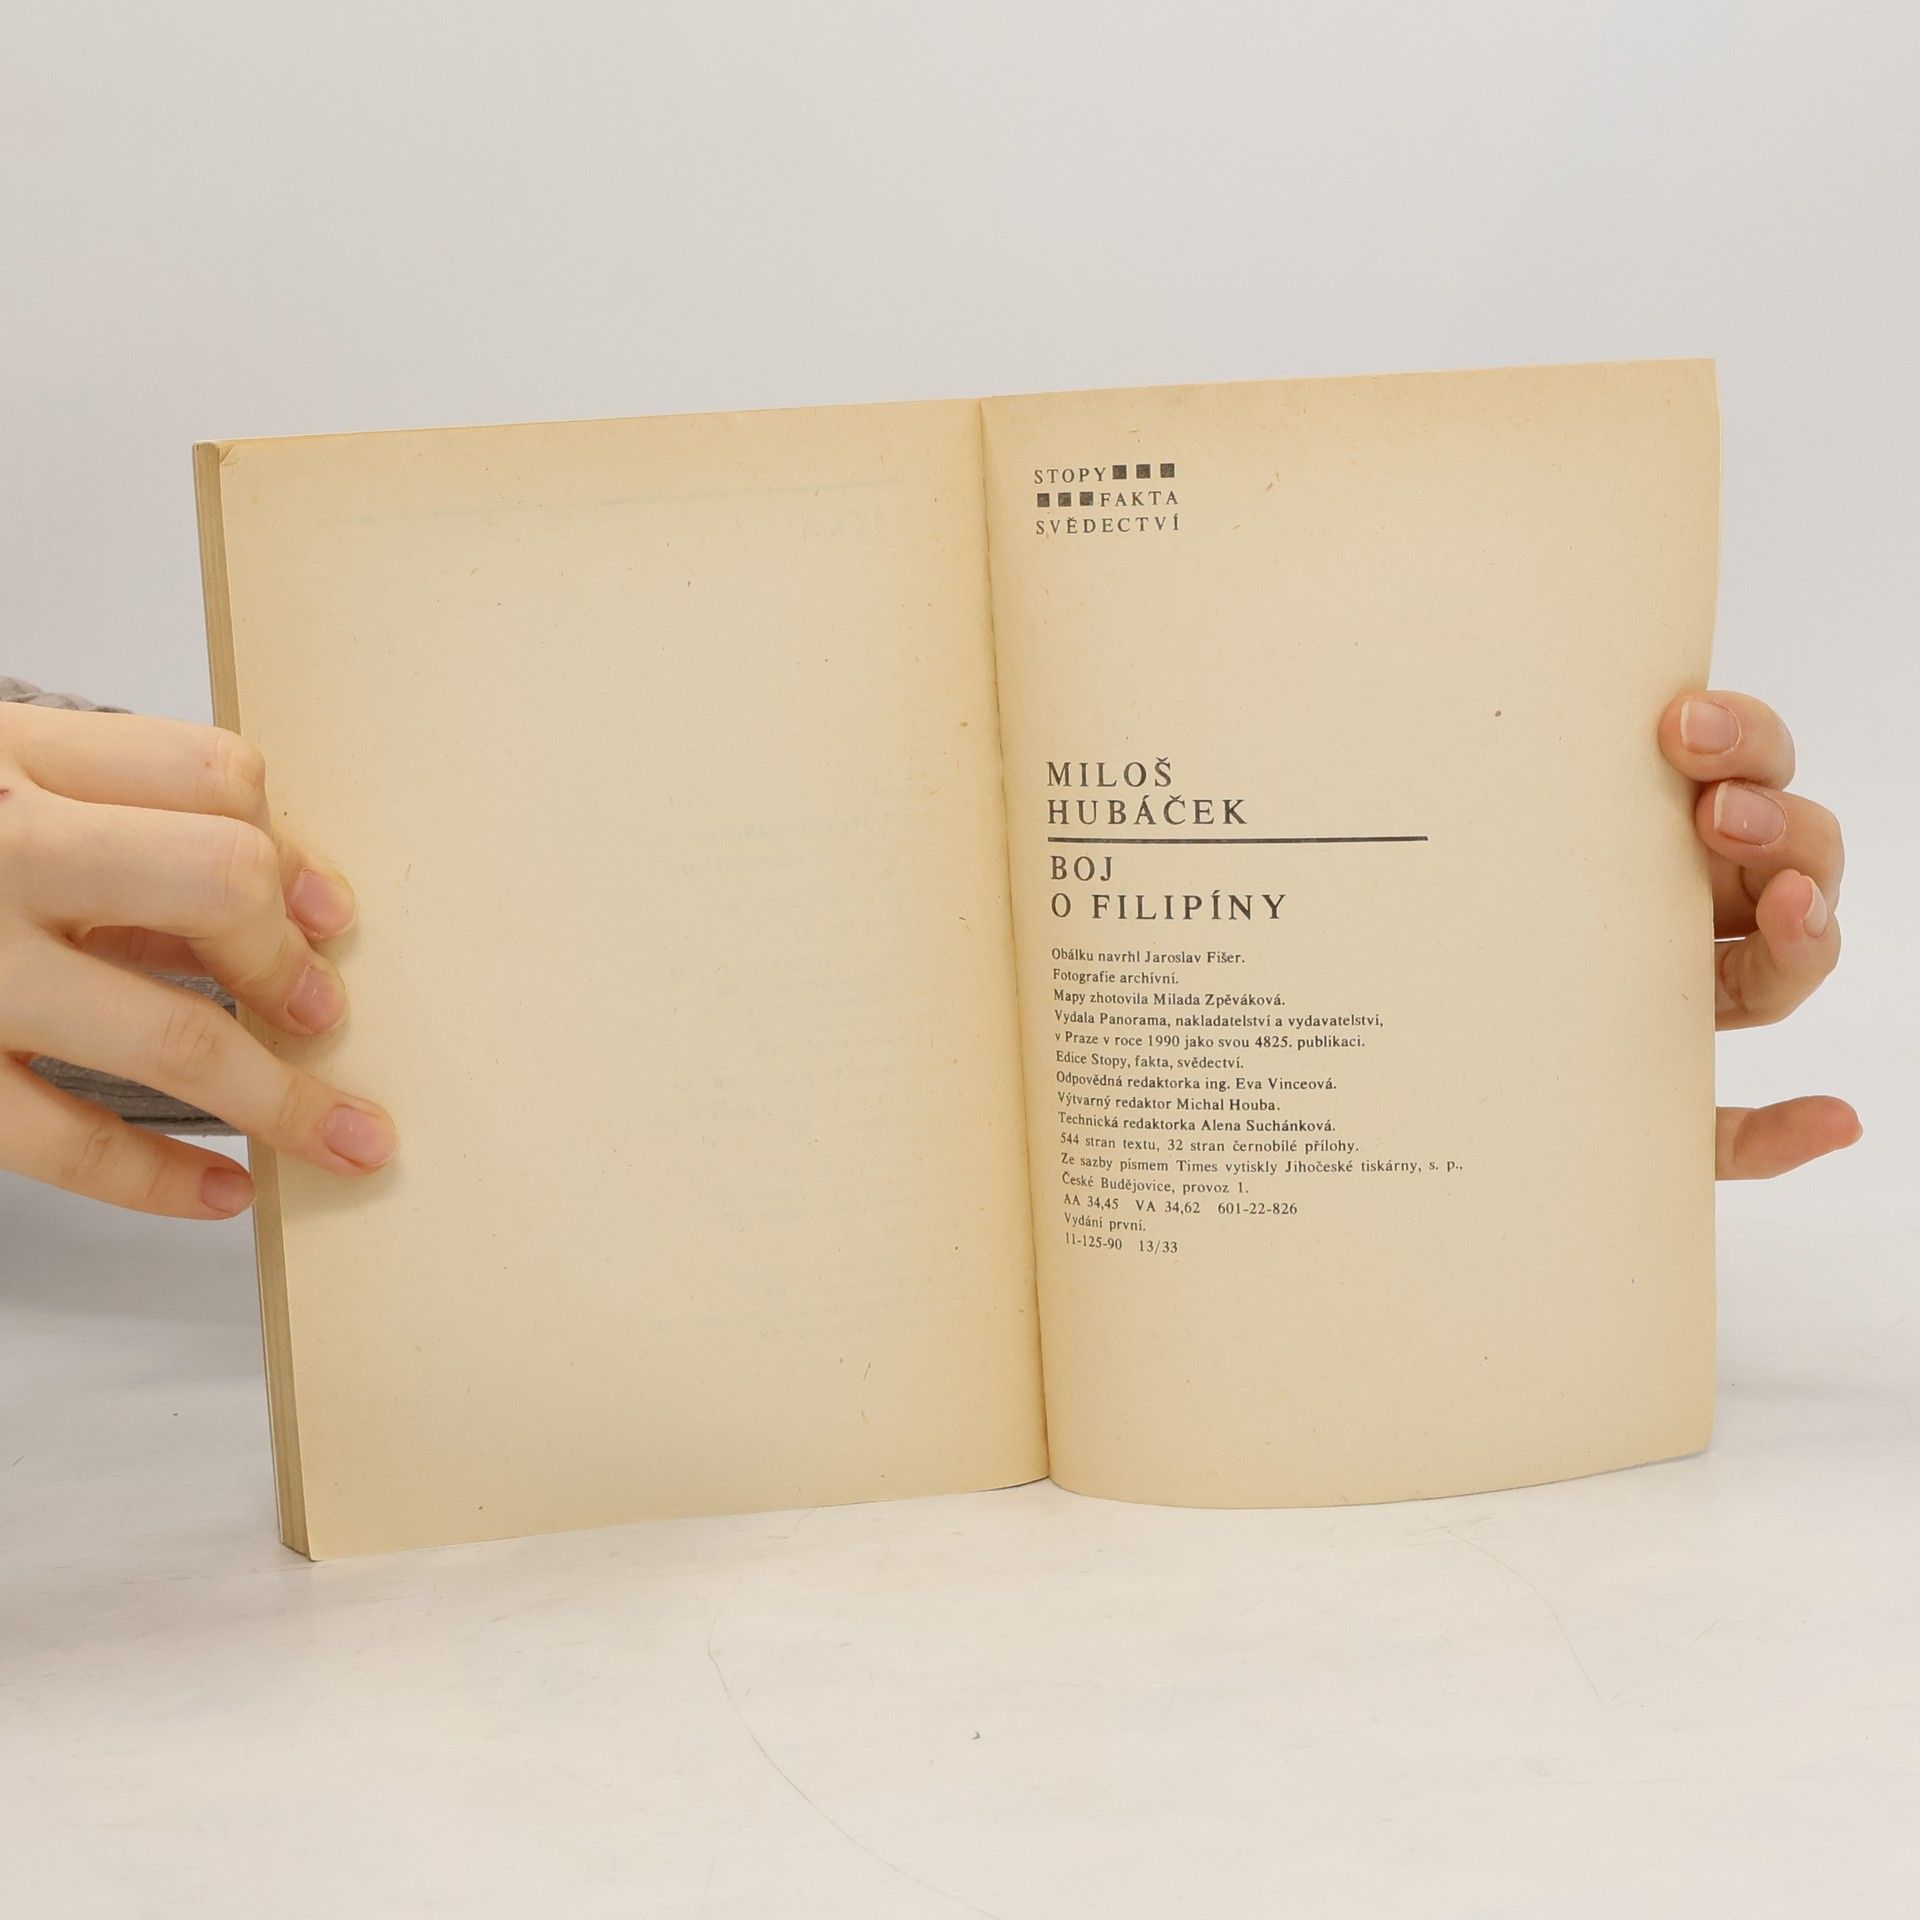 STOPY
FAKTA
SVĚDECTVÍ
MILOŠ
HUBÁČEK
BOJ
O FILIPÍNY
Obálku navrhl Jaroslav Fišer.
Fotografie archívní.
Mapy zhotovila Milada Zpěváková.
Vydala Panorama, nakladatelství a vydavatelství,
v Praze v roce 1990 jako svou 4825. publikaci.
Edice Stopy, fakta, svědectví.
Odpovědná redaktorka ing. Eva Vinceová.
Výtvarný redaktor Michal Houba.
Technická redaktorka Alena Suchánková.
544 stran textu, 32 stran černobílé přílohy.
Ze sazby písmem Times vytiskly Jihočeské tiskárny, s. p.,
České Budějovice, provoz 1.
AA 34,45 VA 34,62 601-22-826
Vydání první.
11-125-90 13/33